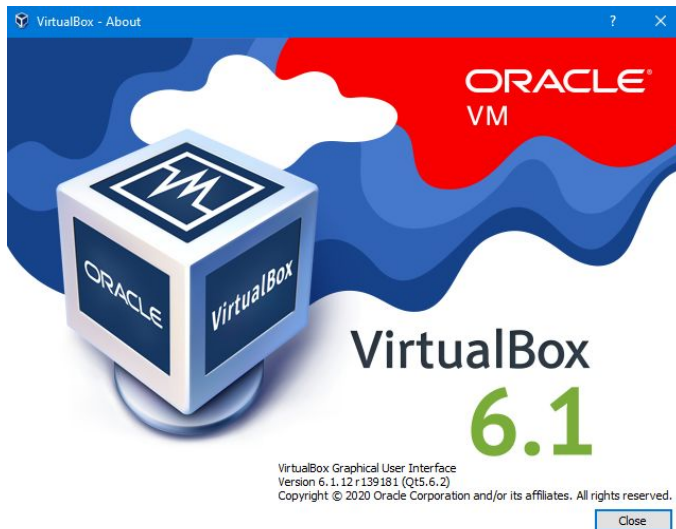 VirtualBox - About
ORACLE®
VM
ORACLE
VirtualBox
VirtualBox
6.1
VirtualBox Graphical User Interface
Version 6.1.12 r139181 (Qt5.6.2)
Copyright © 2020 Oracle Corporation and/or its affiliates. All rights reserved.
Close